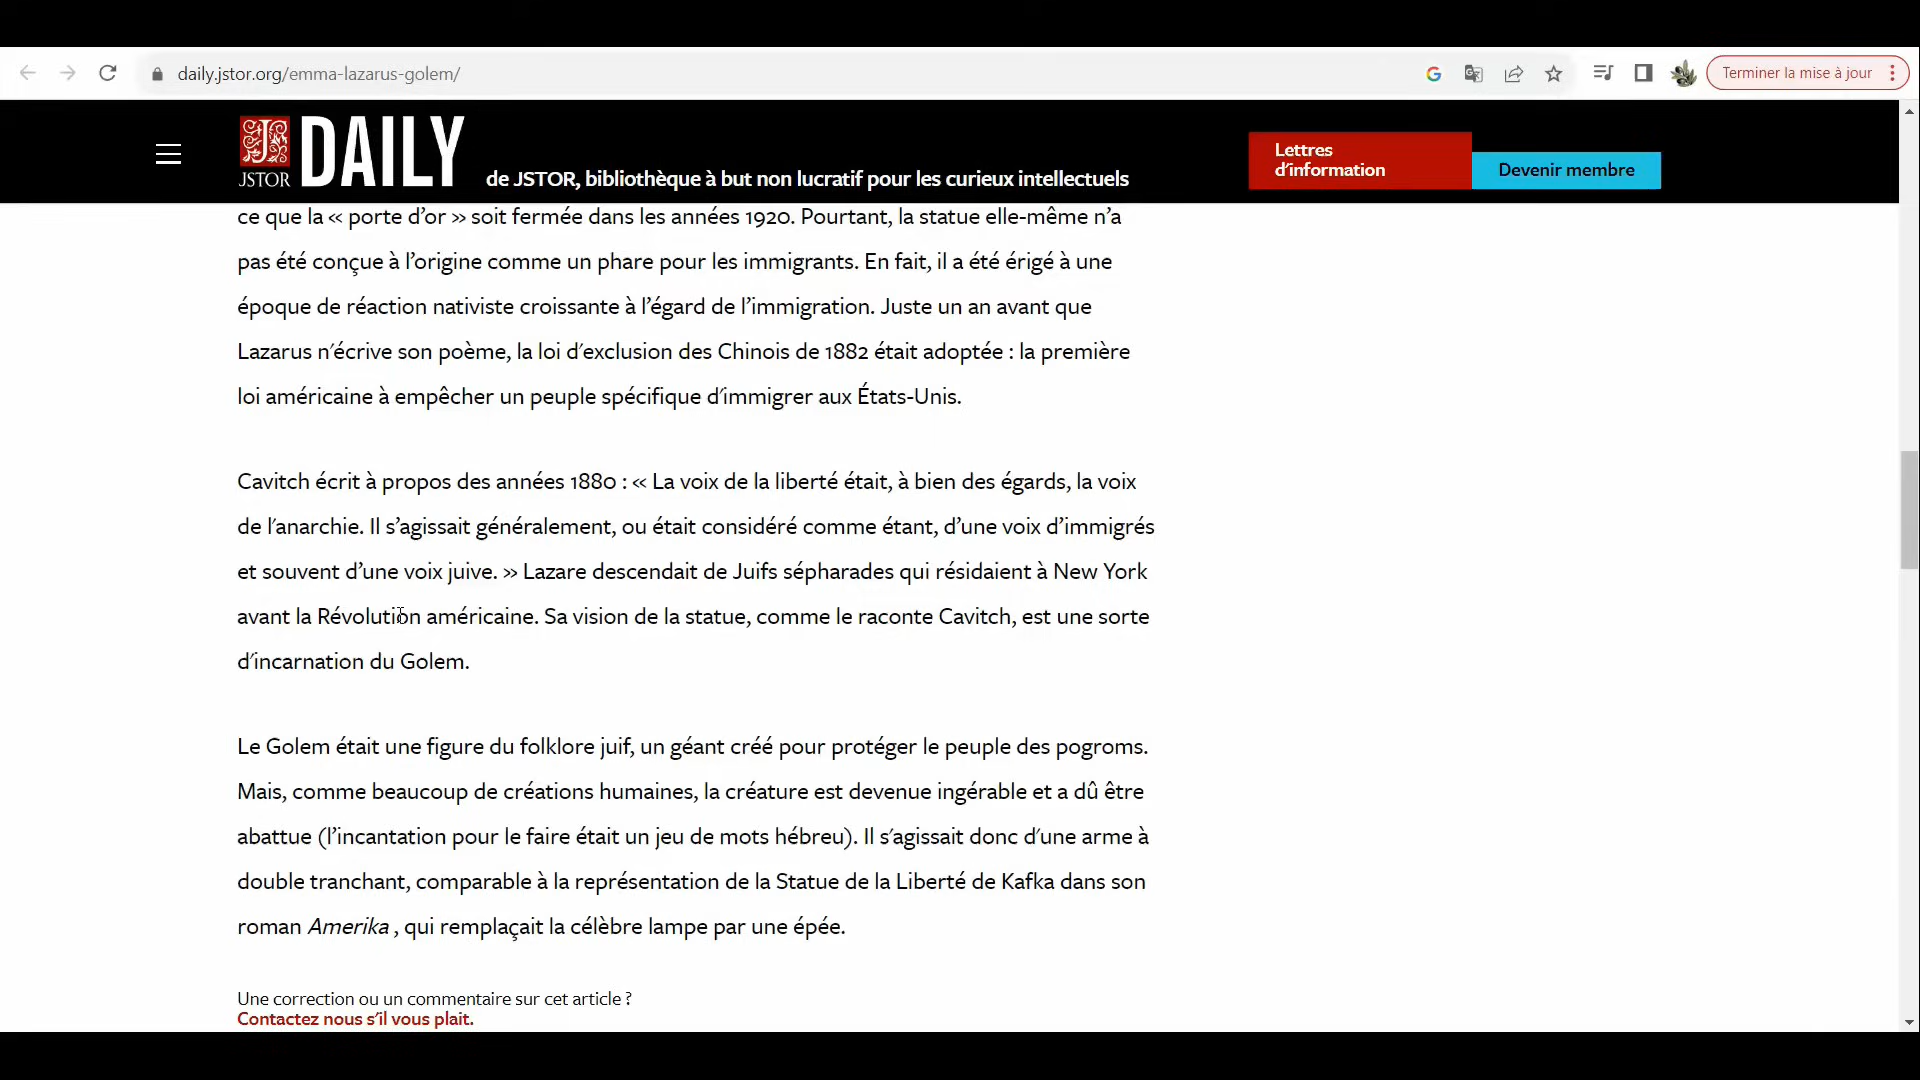 daily.jstor.org/emma-lazarus-golem/
Terminer la mise à jour
JSTOR
DAILY
de JSTOR, bibliothèque à but non lucratif pour les curieux intellectuels
Lettres
d’information
Devenir membre
ce que la « porte d’or » soit fermée dans les années 1920. Pourtant, la statue elle-même n’a
pas été conçue à l’origine comme un phare pour les immigrants. En fait, il a été érigé à une
époque de réaction nativiste croissante à l’égard de l’immigration. Juste un an avant que
Lazarus n'écrive son poème, la loi d'exclusion des Chinois de 1882 était adoptée : la première
loi américaine à empêcher un peuple spécifique d'immigrer aux États-Unis.
Cavitch écrit à propos des années 1880 : « La voix de la liberté était, à bien des égards, la voix
de l'anarchie. Il s’agissait généralement, ou était considéré comme étant, d’une voix d’immigrés
et souvent d’une voix juive. » Lazare descendait de Juifs sépharades qui résidaient à New York
avant la Révolution américaine. Sa vision de la statue, comme le raconte Cavitch, est une sorte
d'incarnation du Golem.
Le Golem était une figure du folklore juif, un géant créé pour protéger le peuple des pogroms.
Mais, comme beaucoup de créations humaines, la créature est devenue ingérable et a dû être
abattue (l’incantation pour le faire était un jeu de mots hébreu). Il s'agissait donc d'une arme à
double tranchant, comparable à la représentation de la Statue de la Liberté de Kafka dans son
roman Amerika , qui remplaçait la célèbre lampe par une épée.
Une correction ou un commentaire sur cet article ?
Contactez nous s'il vous plait.